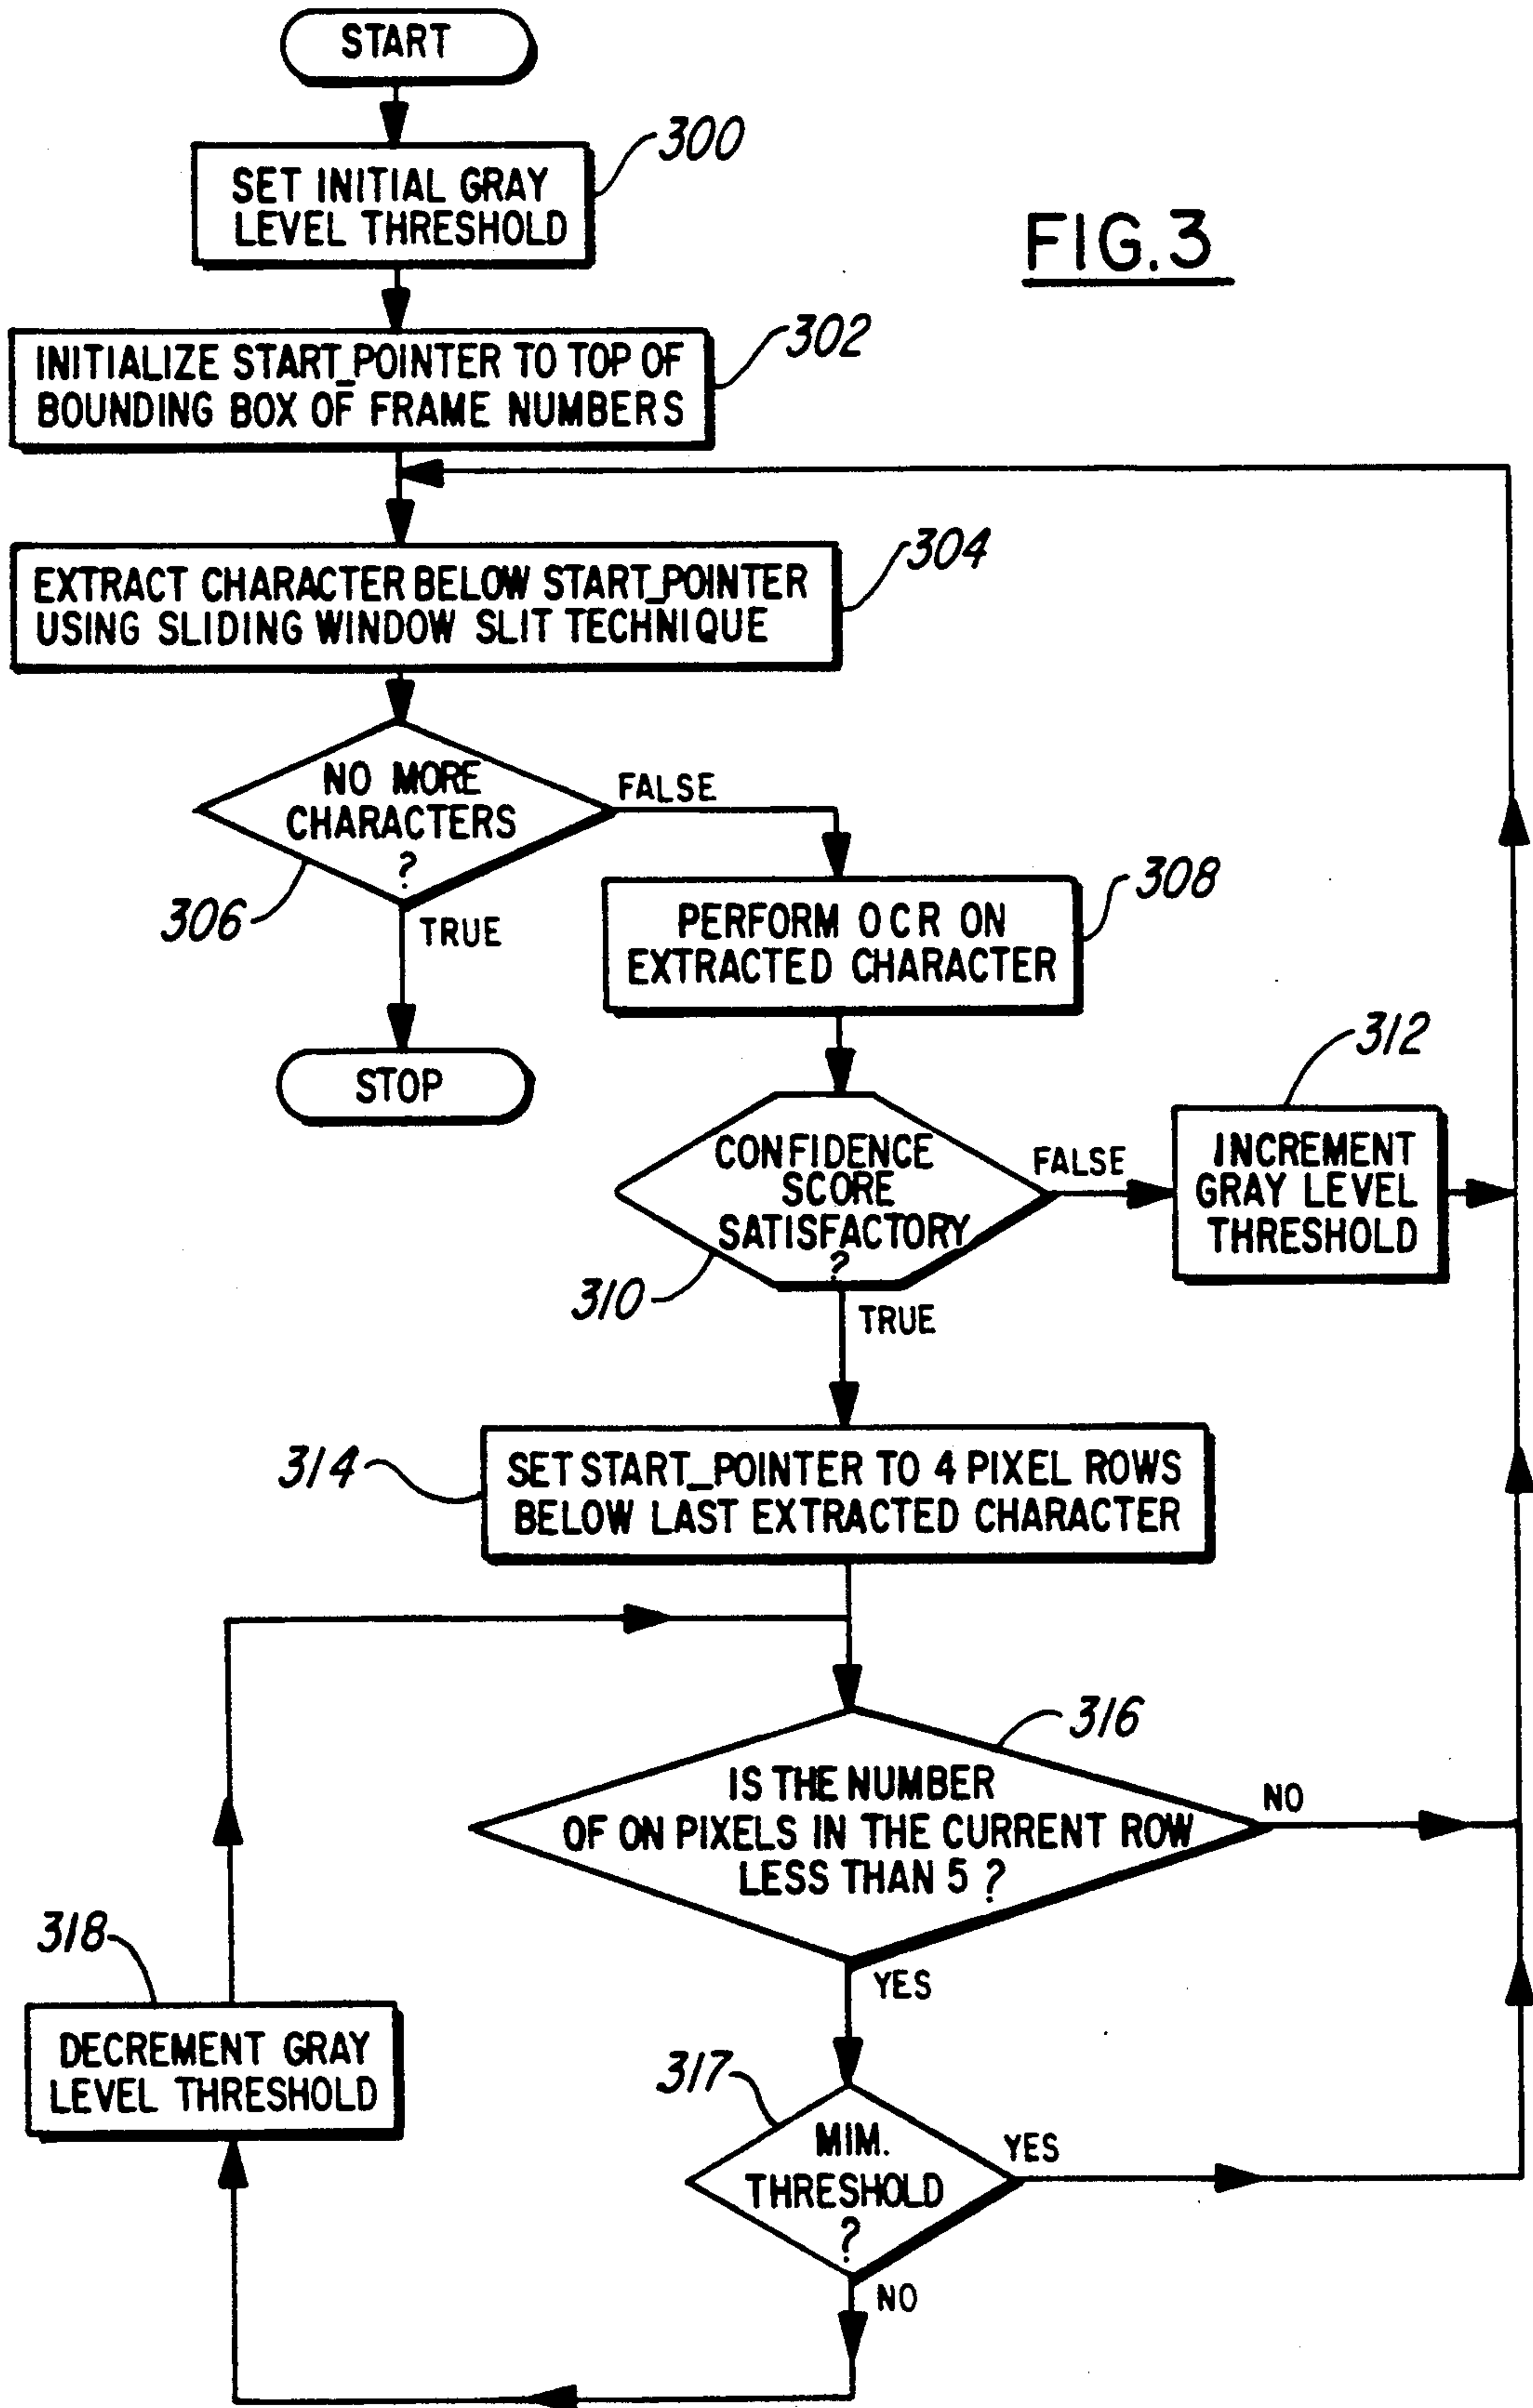 START
300
SET INITIAL GRAY
LEVEL THRESHOLD
FIG.3
302
INITIALIZE START_POINTER TO TOP OF
BOUNDING BOX OF FRAME NUMBERS
304
EXTRACT CHARACTER BELOW START_POINTER
USING SLIDING WINDOW SLIT TECHNIQUE
NO MORE
CHARACTERS
?
FALSE
306
TRUE
308
PERFORM OCR ON
EXTRACTED CHARACTER
STOP
312
CONFIDENCE
SCORE
SATISFACTORY
?
FALSE
INCREMENT
GRAY LEVEL
THRESHOLD
310
TRUE
314
SET START_POINTER TO 4 PIXEL ROWS
BELOW LAST EXTRACTED CHARACTER
316
IS THE NUMBER
OF ON PIXELS IN THE CURRENT ROW
LESS THAN 5 ?
NO
YES
318
DECREMENT GRAY
LEVEL THRESHOLD
317
MIM.
THRESHOLD
?
YES
NO